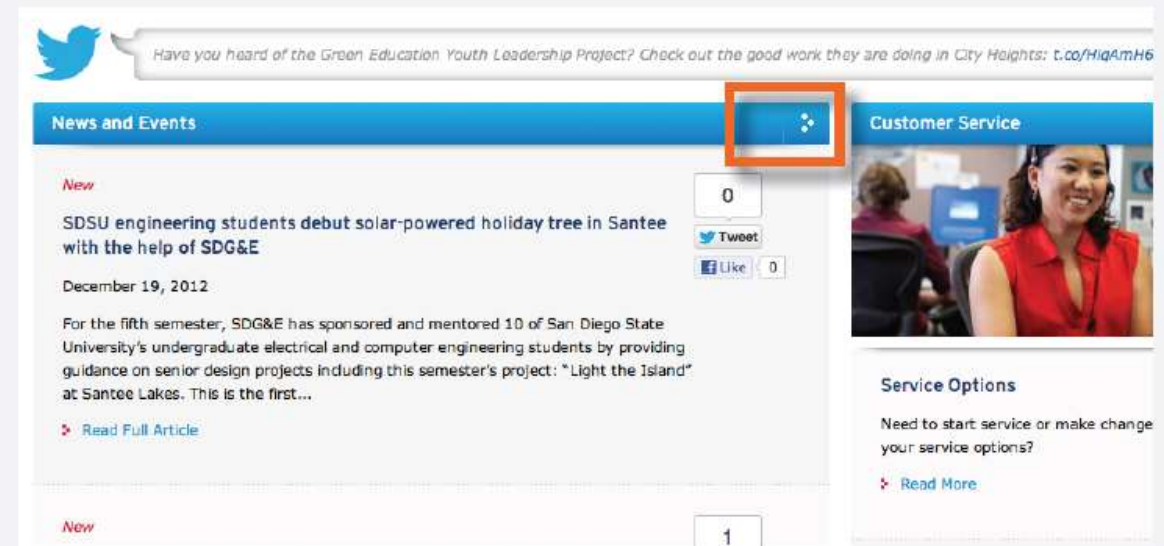 Have you heard of the Green Education Youth Leadership Project? Check out the good work they are doing in City Heights: t.co/HiqAmH6
News and Events
New
SDSU engineering students debut solar-powered holiday tree in Santee
with the help of SDG&E
December 19, 2012
For the fifth semester, SDG&E has sponsored and mentored 10 of San Diego State
University's undergraduate electrical and computer engineering students by providing
guidance on senior design projects including this semester's project: "Light the Island"
at Santee Lakes. This is the first...
Read Full Article
0
Tweet
Like 0
New
1
Customer Service
Service Options
Need to start service or make change
your service options?
Read More